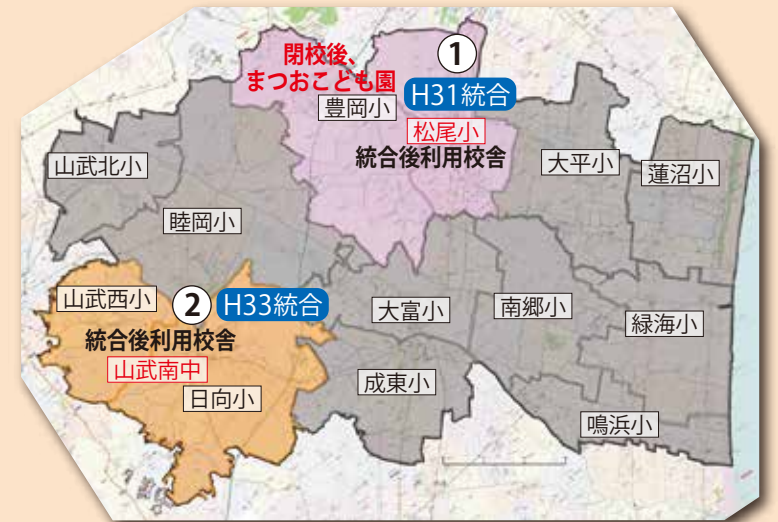 閉校後、
まつおこども園
①
H31統合
豊岡小
松尾小
統合後利用校舎
山武北小
大平小
蓮沼小
睦岡小
山武西小
② H33統合
統合後利用校舎
山武南中
日向小
大富小
南郷小
緑海小
成東小
鳴浜小